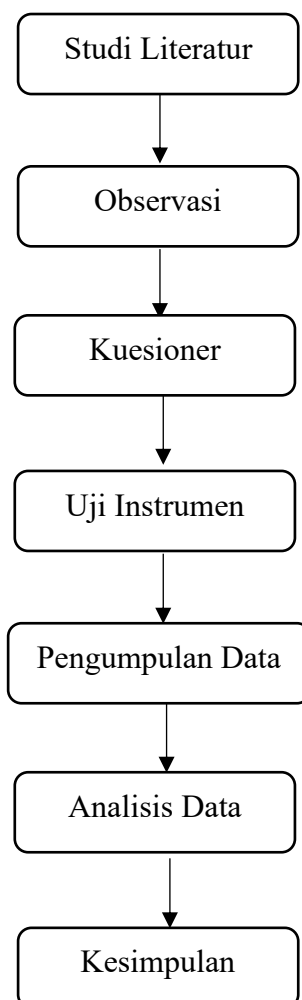 Studi Literatur
Observasi
Kuesioner
Uji Instrumen
Pengumpulan Data
Analisis Data
Kesimpulan